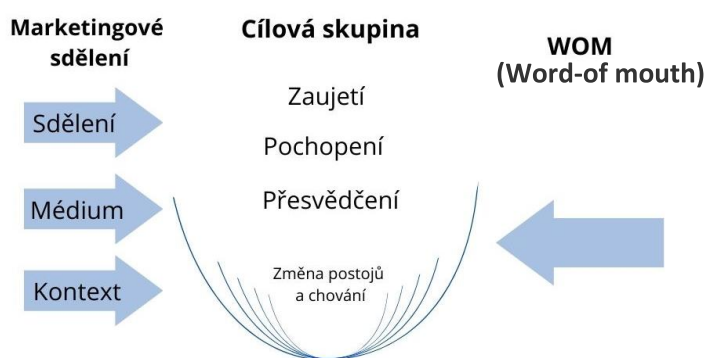 Marketingové
sdělení
Sdělení
Médium
Kontext
Cílová skupina
Zaujetí
Pochopení
Přesvědčení
Změna postojů
a chování
WOM
(Word-of mouth)